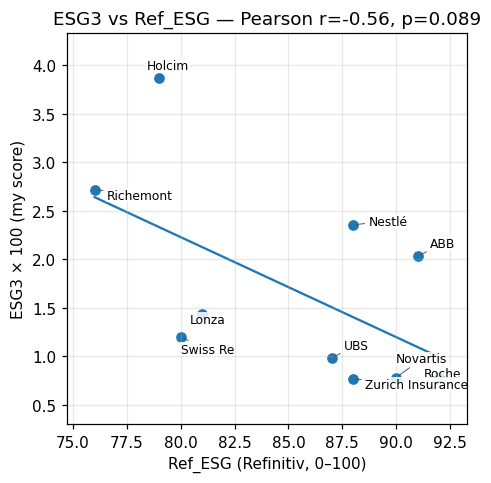 ESG3 vs Ref_ESG — Pearson r=-0.56, p=0.089
ESG3 × 100 (my score)
4.0
3.5
3.0
2.5
2.0
1.5
1.0
0.5
Holcim
Richemont
Nestlé
ABB
Lonza
Swiss Re
UBS
Novartis
Roche
Zurich Insurance
75.0 77.5 80.0 82.5 85.0 87.5 90.0 92.5
Ref_ESG (Refinitiv, 0–100)